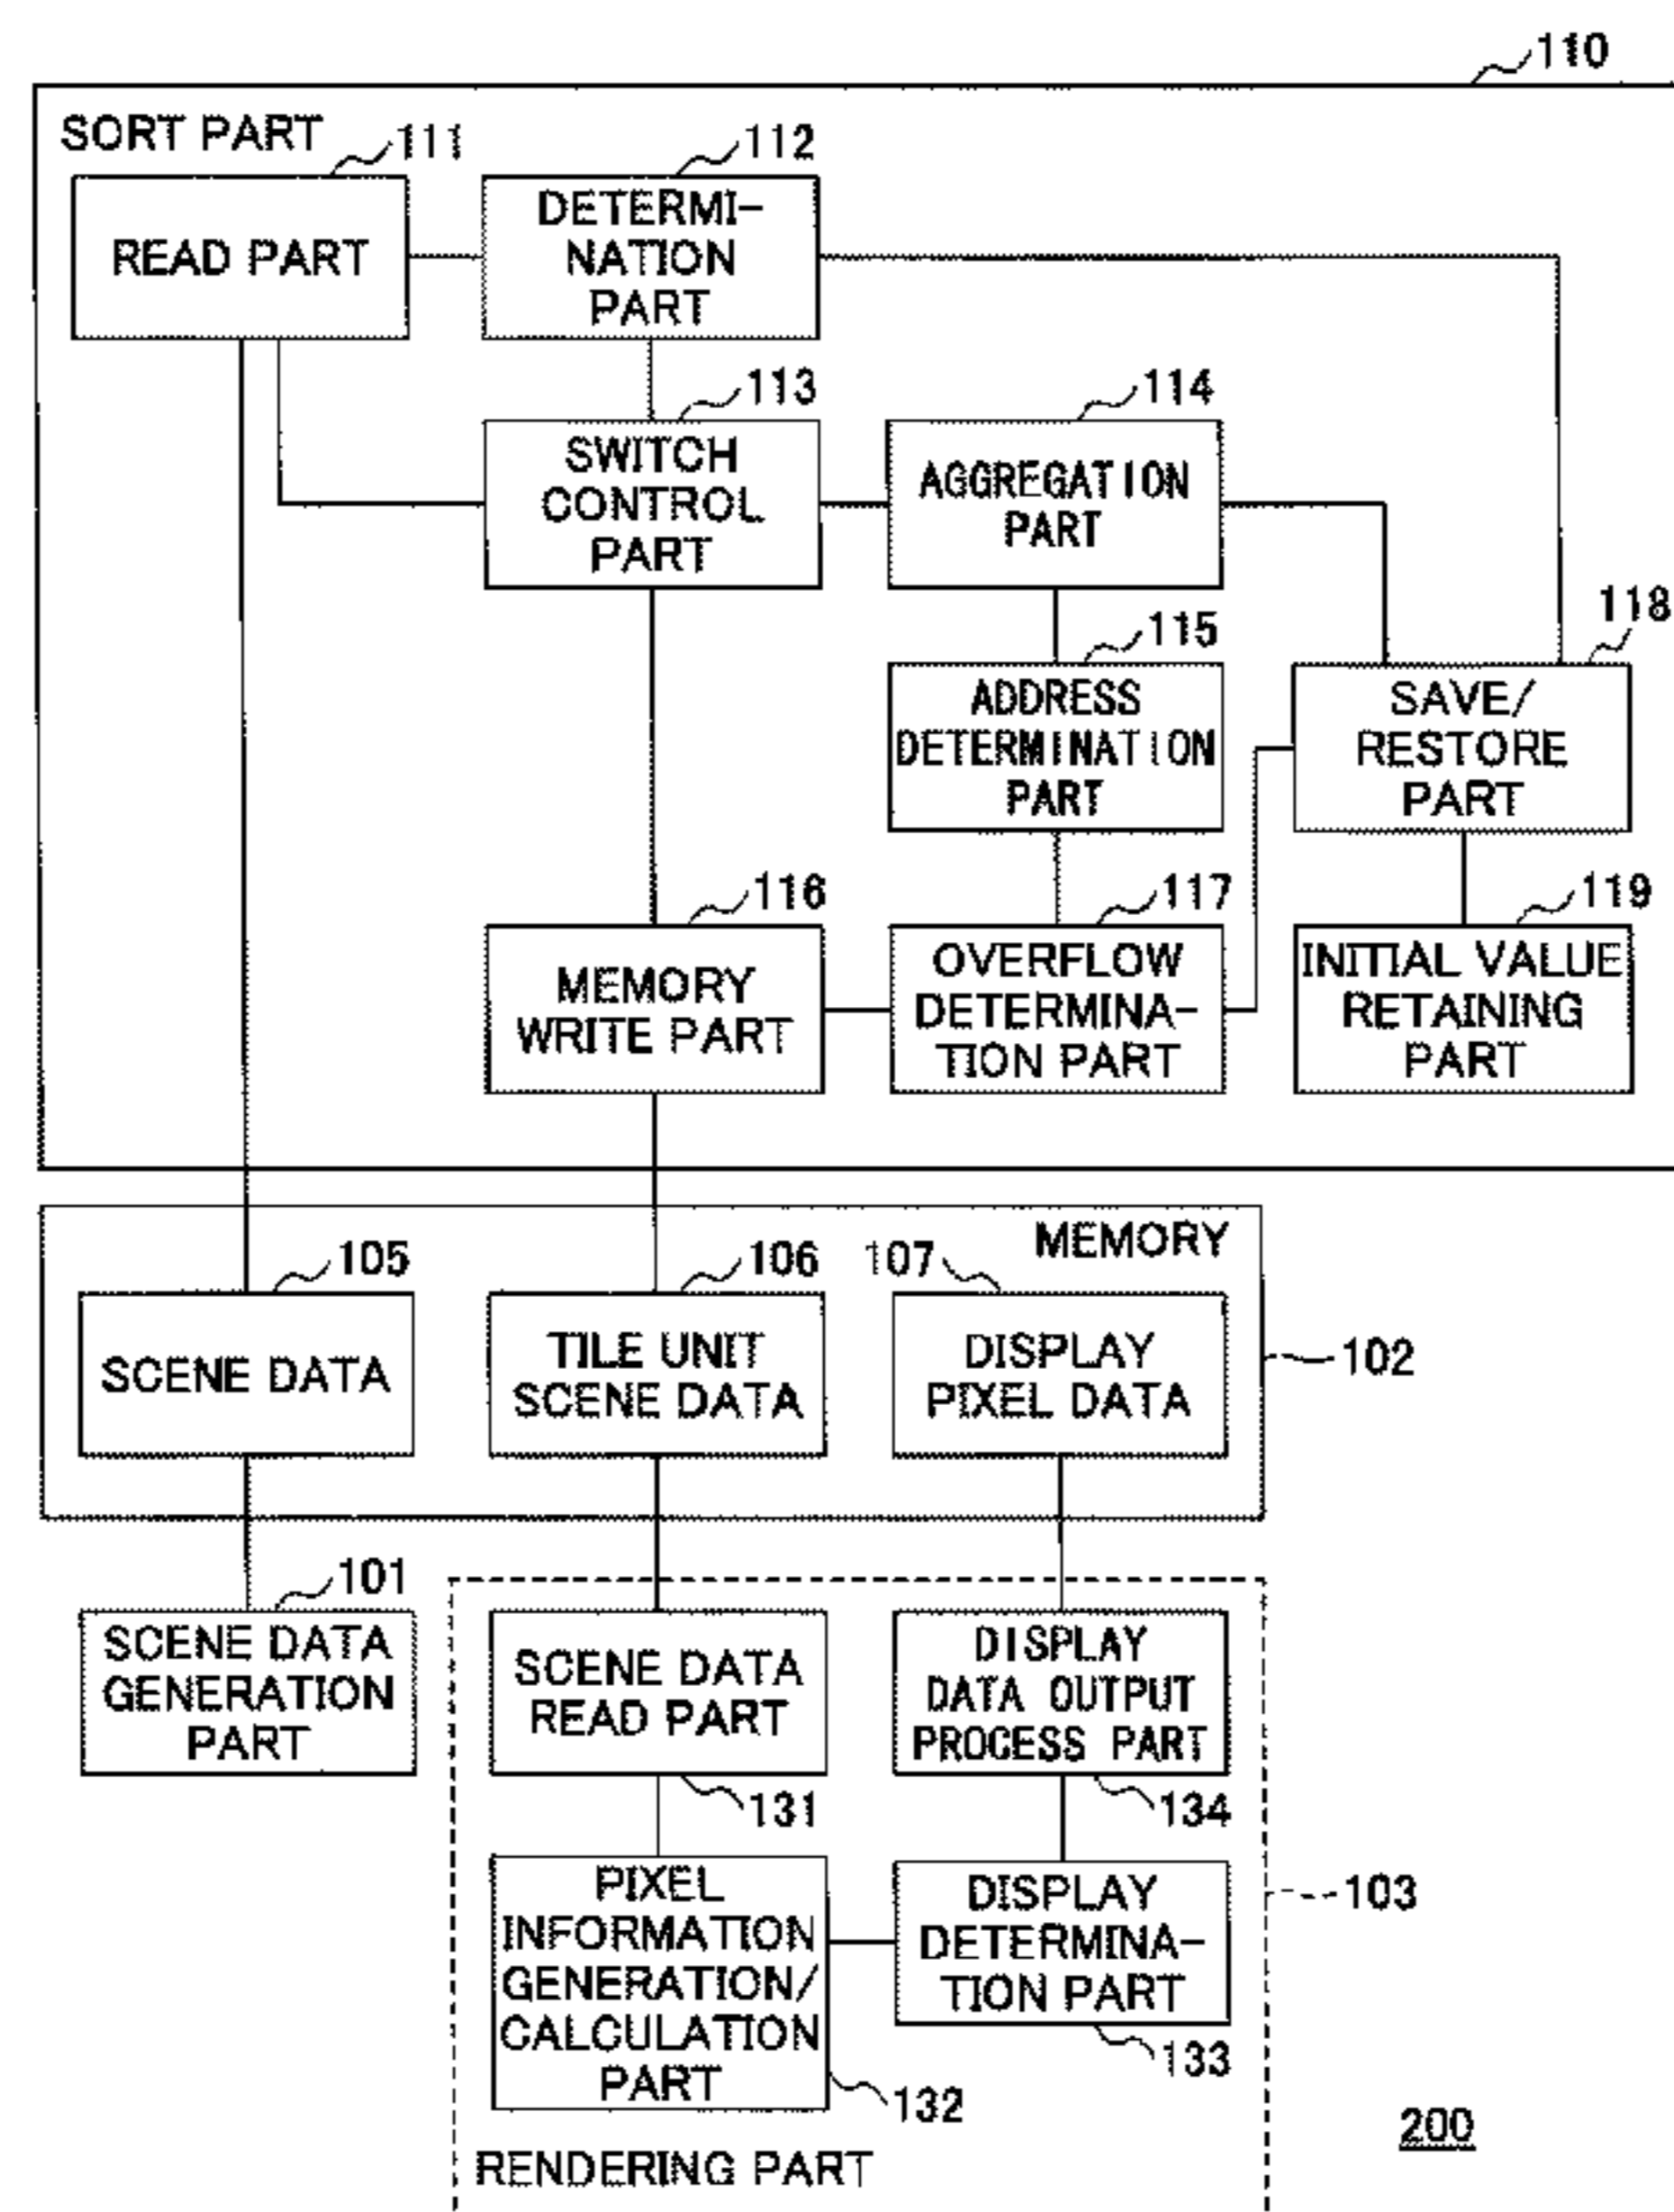 110
SORT PART
111
112
READ PART
DETERMI-
NATION
PART
113
114
SWITCH
CONTROL
PART
AGGREGATION
PART
115
118
ADDRESS
DETERMINATION
PART
SAVE/
RESTORE
PART
116
117
119
MEMORY
WRITE PART
OVERFLOW
DETERMINA-
TION PART
INITIAL VALUE
RETAINING
PART
MEMORY
105
106
107
SCENE DATA
TILE UNIT
SCENE DATA
DISPLAY
PIXEL DATA
102
101
SCENE DATA
GENERATION
PART
SCENE DATA
READ PART
DISPLAY
DATA OUTPUT
PROCESS PART
131
134
PIXEL
INFORMATION
GENERATION/
CALCULATION
PART
DISPLAY
DETERMINA-
TION PART
103
133
132
RENDERING PART
200